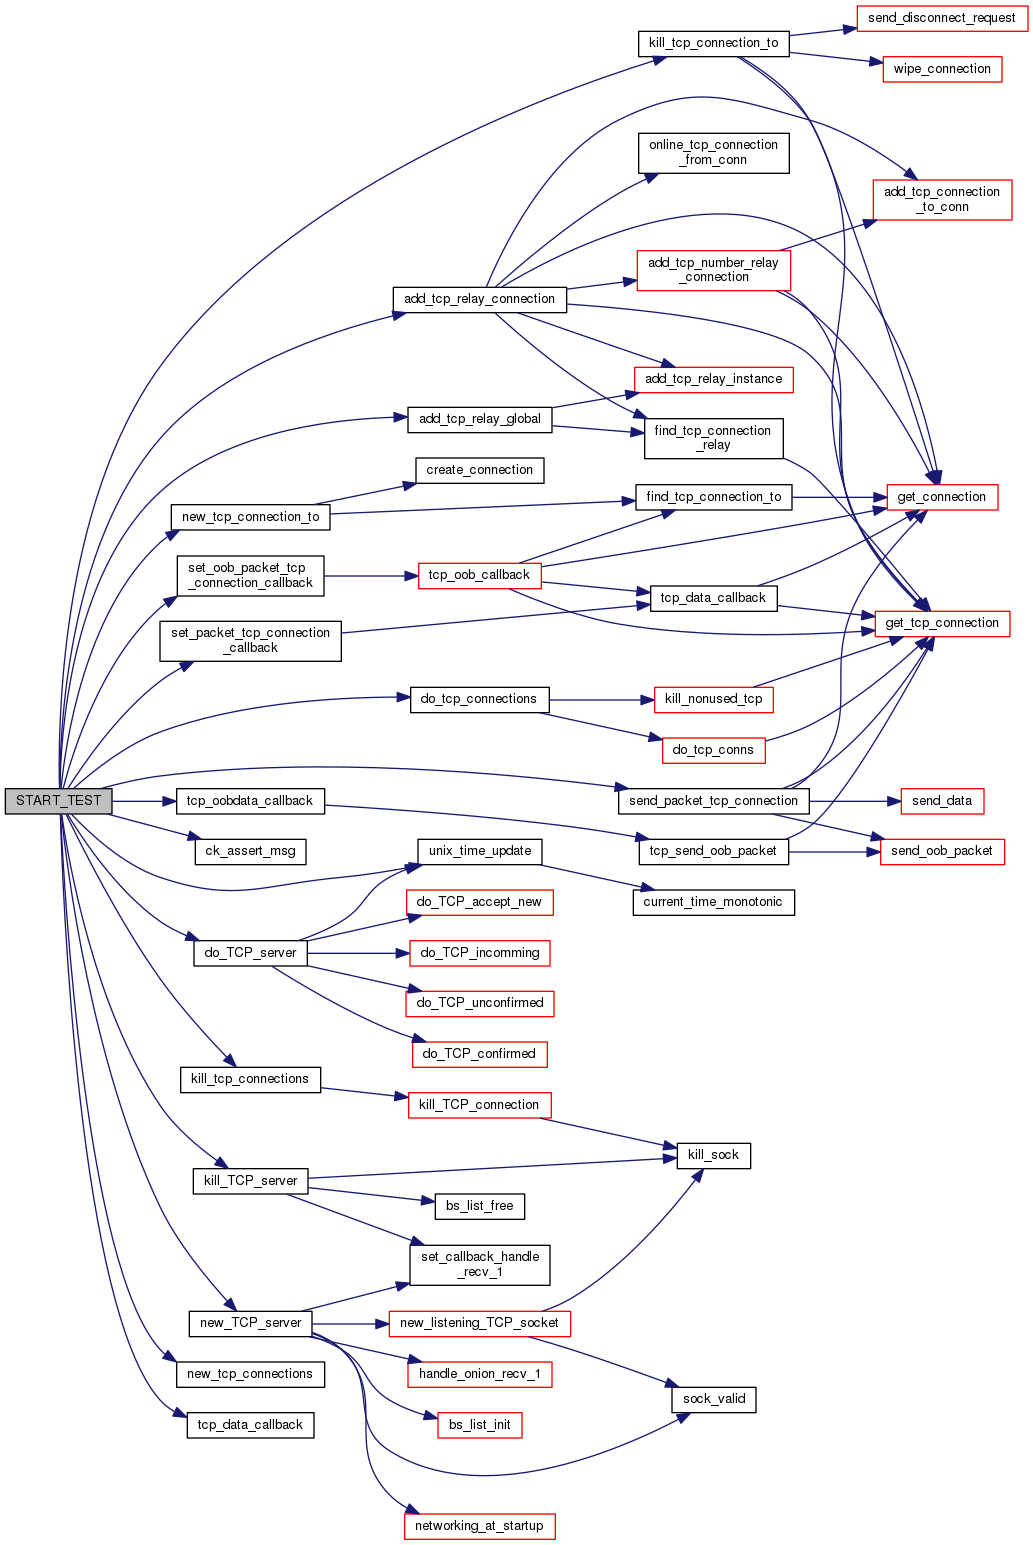 send_disconnect_request
kill_tcp_connection_to
wipe_connection
online_tcp_connection
_from_conn
add_tcp_connection
_to_conn
add_tcp_number_relay
_connection
add_tcp_relay_connection
add_tcp_relay_instance
add_tcp_relay_global
find_tcp_connection
_relay
create_connection
find_tcp_connection_to
get_connection
new_tcp_connection_to
set_oob_packet_tcp
_connection_callback
tcp_oob_callback
tcp_data_callback
get_tcp_connection
set_packet_tcp_connection
_callback
do_tcp_connections
kill_nonused_tcp
do_tcp_conns
START_TEST
tcp_oobdata_callback
send_packet_tcp_connection
send_data
ck_assert_msg
unix_time_update
tcp_send_oob_packet
send_oob_packet
do_TCP_accept_new
current_time_monotonic
do_TCP_server
do_TCP_incomming
do_TCP_unconfirmed
do_TCP_confirmed
kill_tcp_connections
kill_TCP_connection
kill_sock
kill_TCP_server
bs_list_free
set_callback_handle
_recv_1
new_TCP_server
new_listening_TCP_socket
new_tcp_connections
handle_onion_recv_1
sock_valid
tcp_data_callback
bs_list_init
networking_at_startup